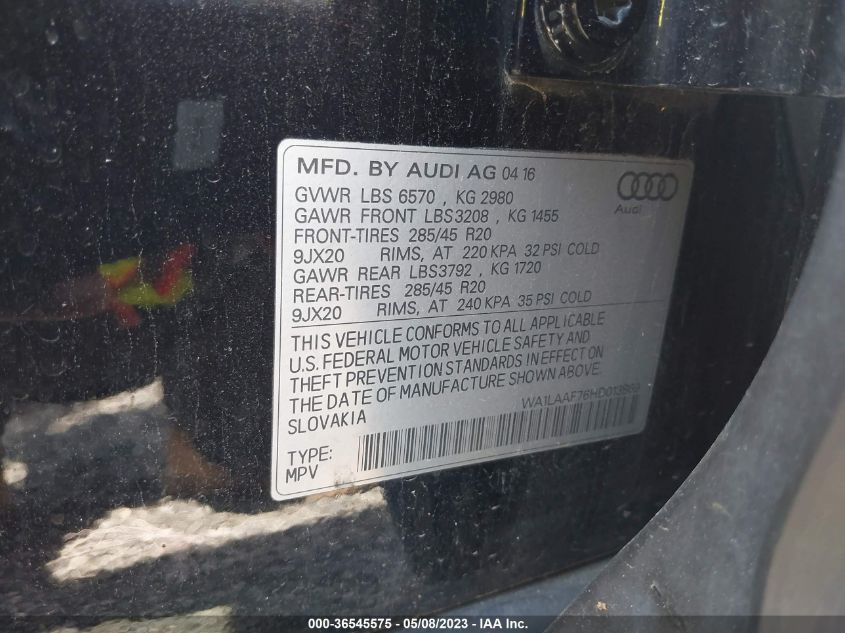 MFD. BY AUDI AG 04 16
GVWR LBS 6570 , KG 2980
GAWR FRONT LBS3208 , KG 1455
FRONT-TIRES 285/45 R20
9JX20 RIMS, AT 220 KPA 32 PSI COLD
GAWR REAR LBS3792 , KG 1720
REAR-TIRES 285/45 R20
9JX20 RIMS, AT 240 KPA 35 PSI COLD
Audi
THIS VEHICLE CONFORMS TO ALL APPLICABLE
U.S. FEDERAL MOTOR VEHICLE SAFETY AND
THEFT PREVENTION STANDARDS IN EFFECT ON
THE DATE OF MANUFACTURE SHOWN ABOVE.
SLOVAKIA
TYPE:
MPV
000-36545575 - 05/08/2023 - IAA Inc.